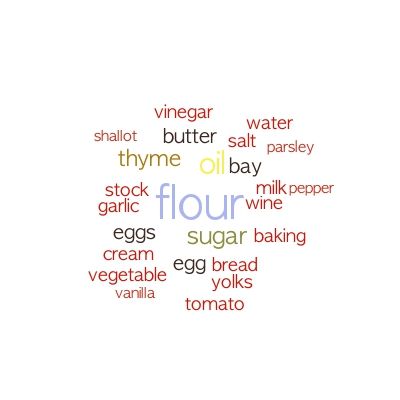 vinegar
water
shallot butter salt parsley
thyme oil bay
stock flour milk pepper
garlic wine
eggs sugar baking
cream egg bread
vegetable yolks
vanilla
tomato